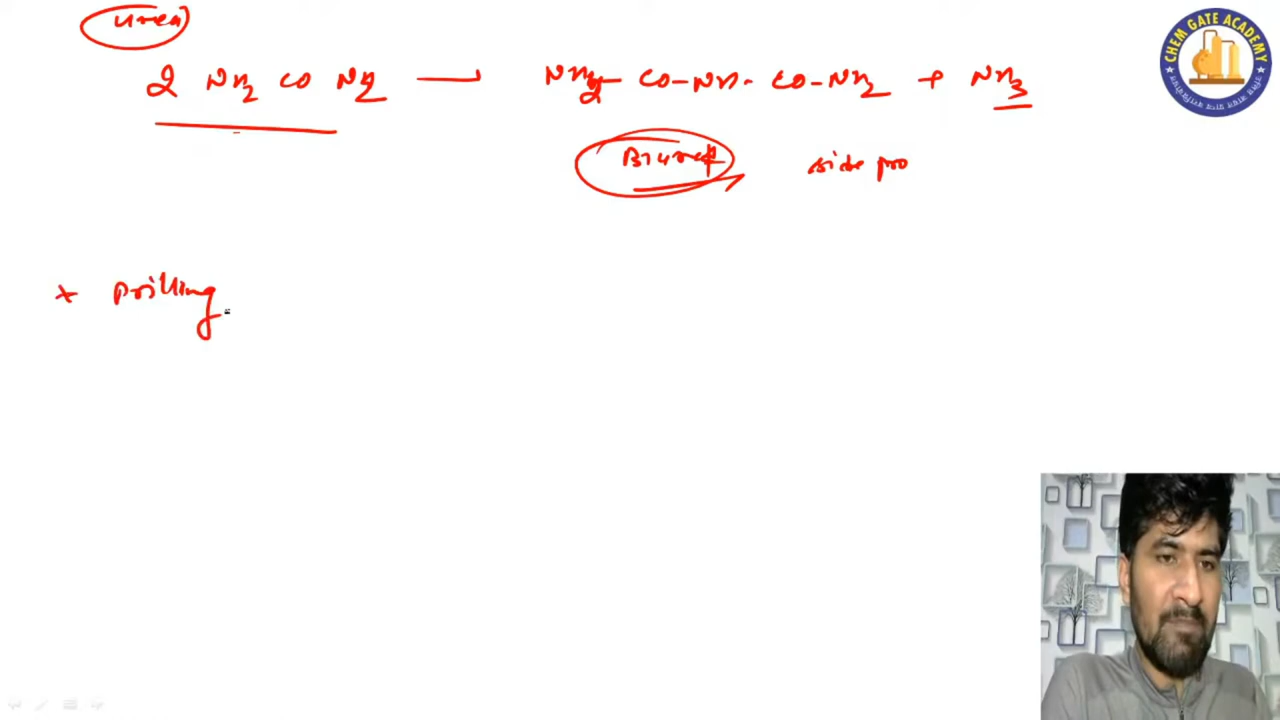 Urea
2 NH2 CO NH2 → NH2 - CO - NH - CO - NH2 + NH3
Biuret side pro
* Prilling
CHEM GATE ACADEMY